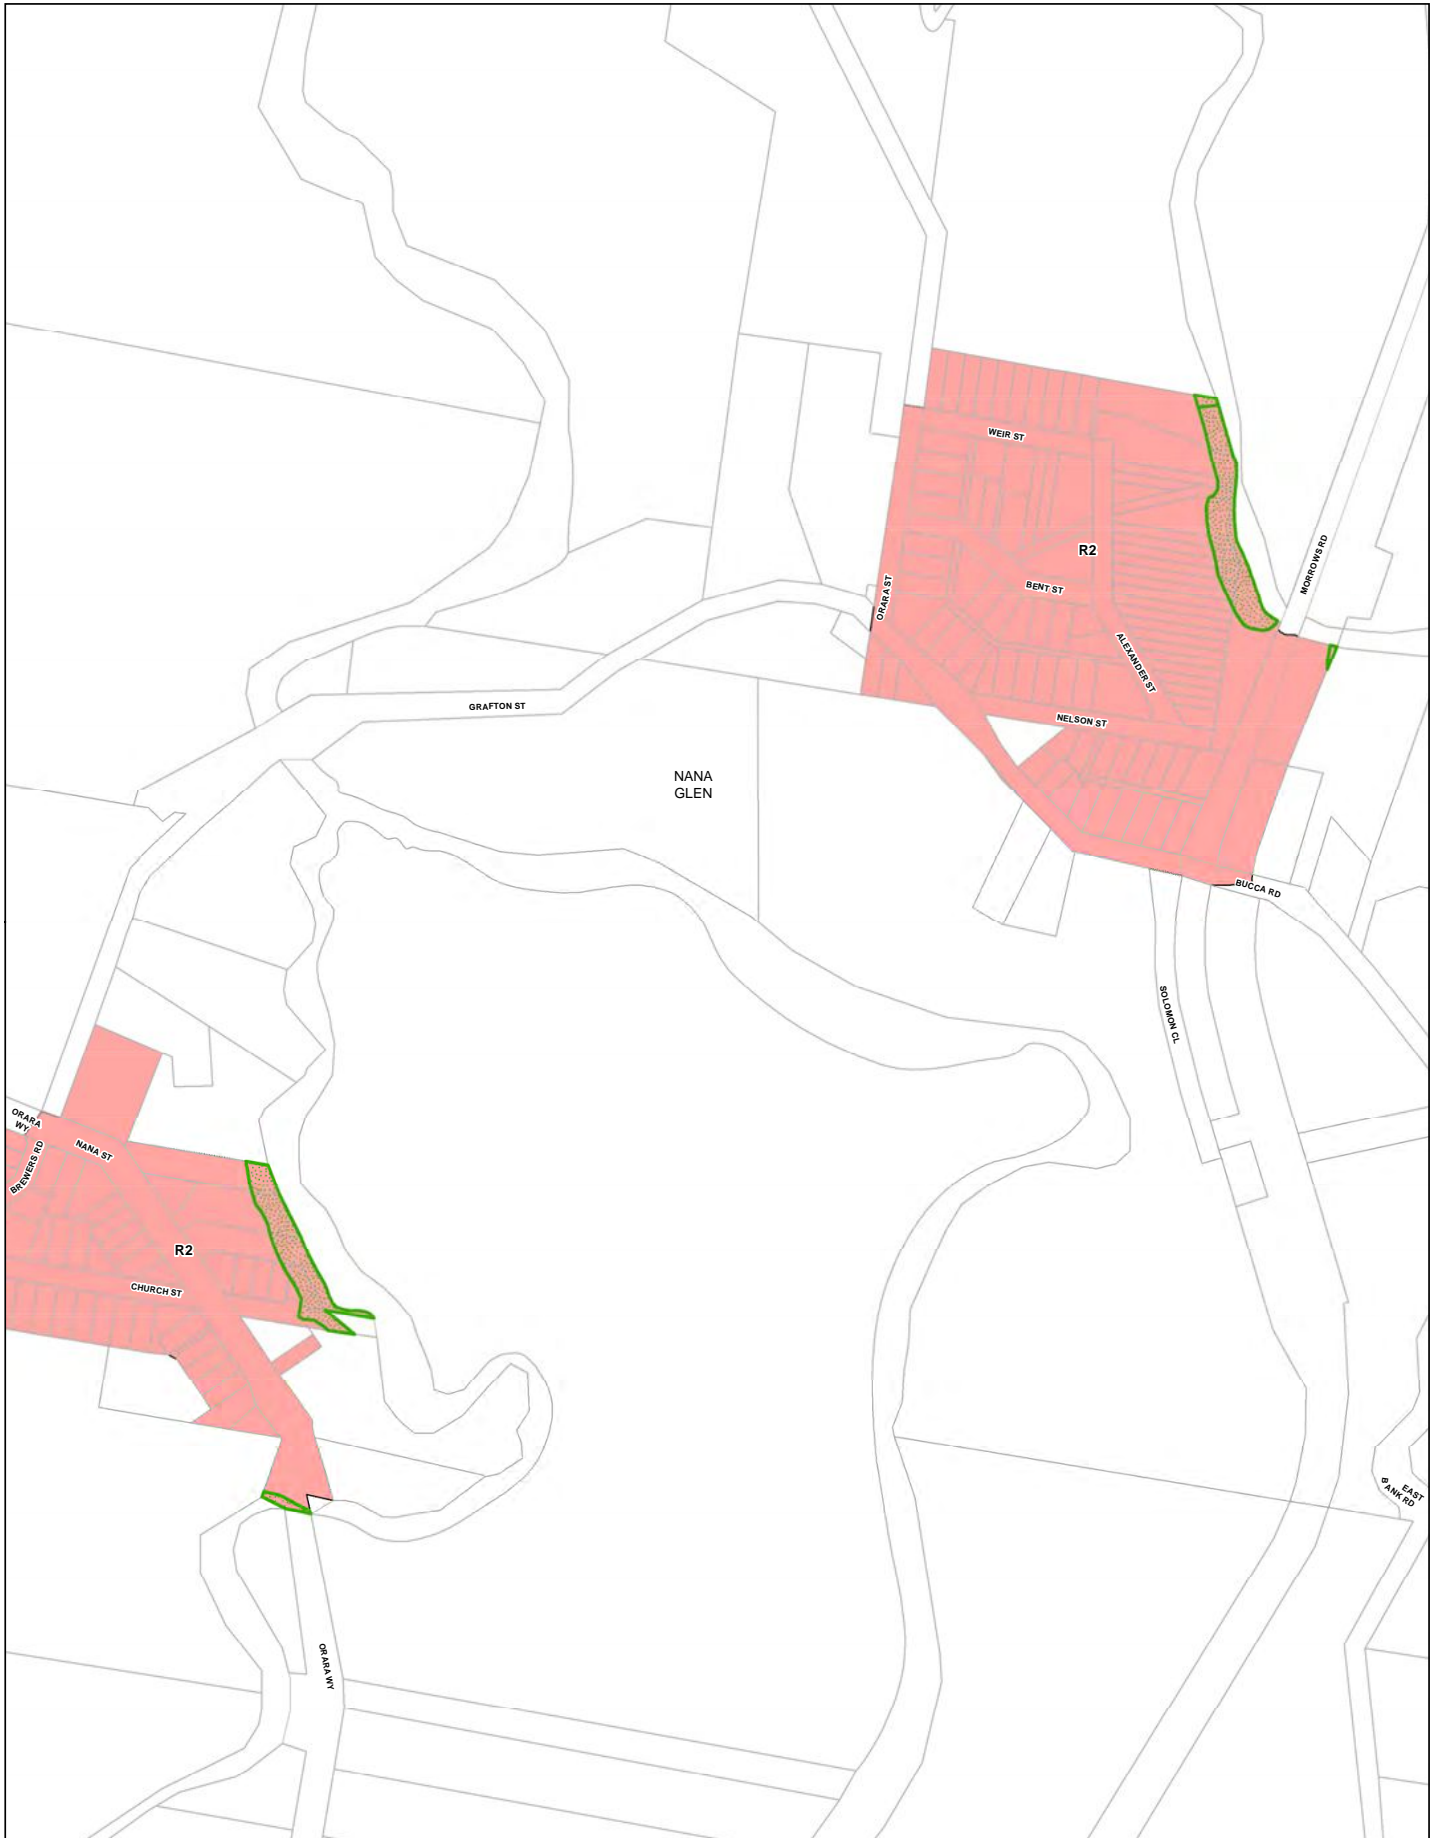 WEIR ST
R2
MORROWS RD
BENT ST
ORARA ST
ALEXANDER ST
GRAFTON ST
NELSON ST
NANA
GLEN
BUCCA RD
SOLOMON CL
ORARA
WY
NANA ST
BREWERS RD
R2
CHURCH ST
EAST
BANK RD
ORARA WY